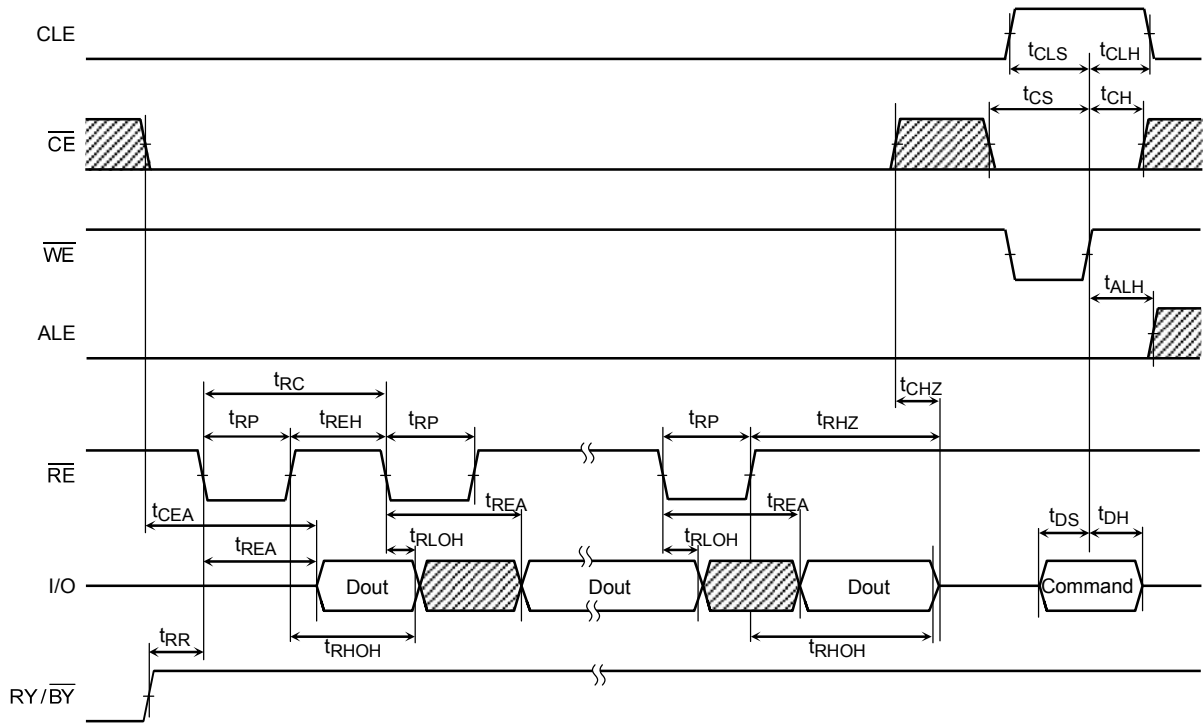 CLE
tCLS tCLH
tCS tCH
CE
WE
tALH
ALE
tRC
tCHZ
tRP tREH tRP tRP tRHZ
RE
tCEA tREA tREA tDS tDH
tREA tRLOH tRLOH
I/O Dout Dout Dout Command
tRR tRHOH tRHOH
RY/BY